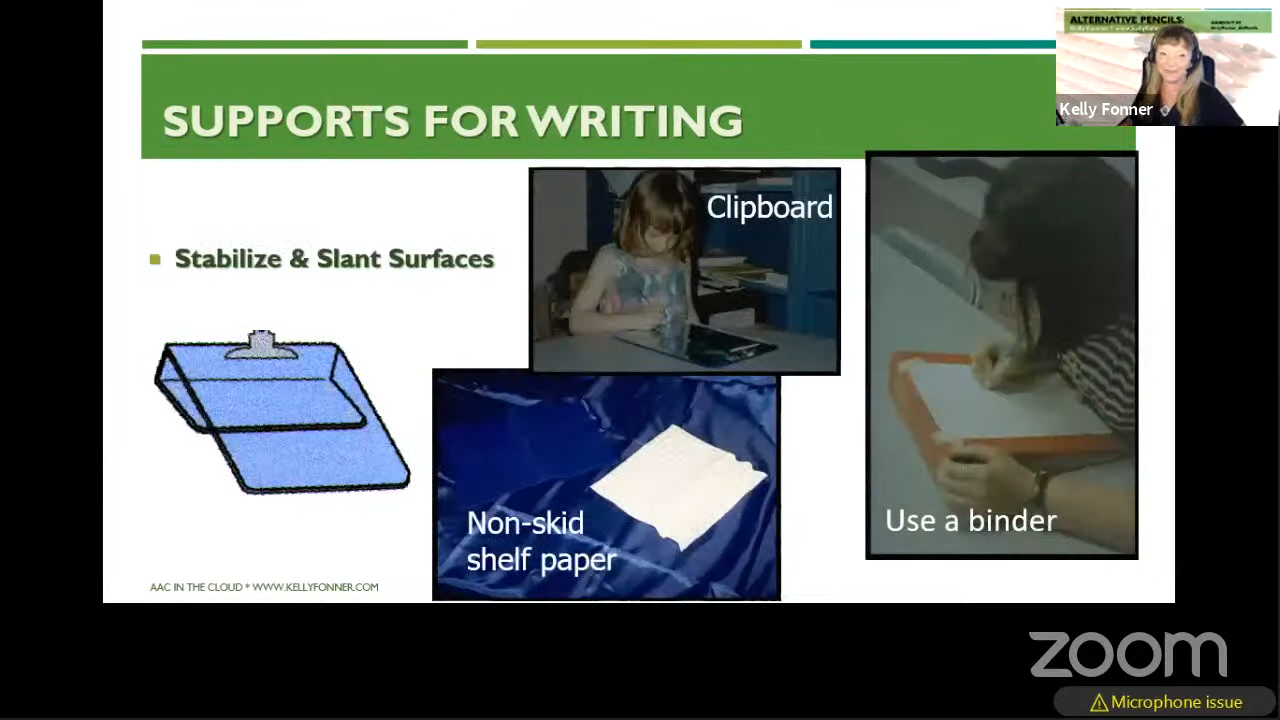 SUPPORTS FOR WRITING
ALTERNATIVE PENCILS:
Kelly Fonner
Stabilize & Slant Surfaces
Clipboard
Non-skid
shelf paper
Use a binder
AAC IN THE CLOUD * WWW.KELLYFONNER.COM
zoom
Microphone issue